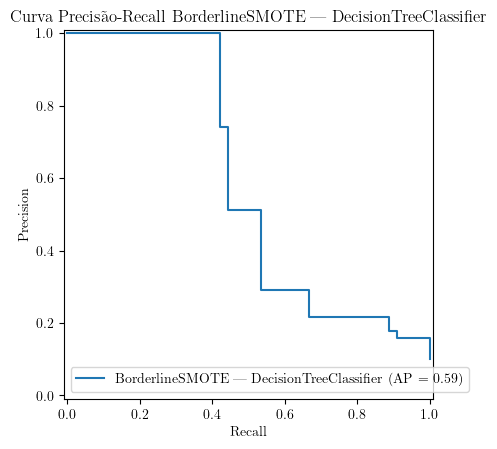 Curva Precisão-Recall BorderlineSMOTE — DecisionTreeClassifier
1.0
0.8
0.6
0.4
0.2
0.0
Precision
BorderlineSMOTE — DecisionTreeClassifier (AP = 0.59)
0.0 0.2 0.4 0.6 0.8 1.0
Recall